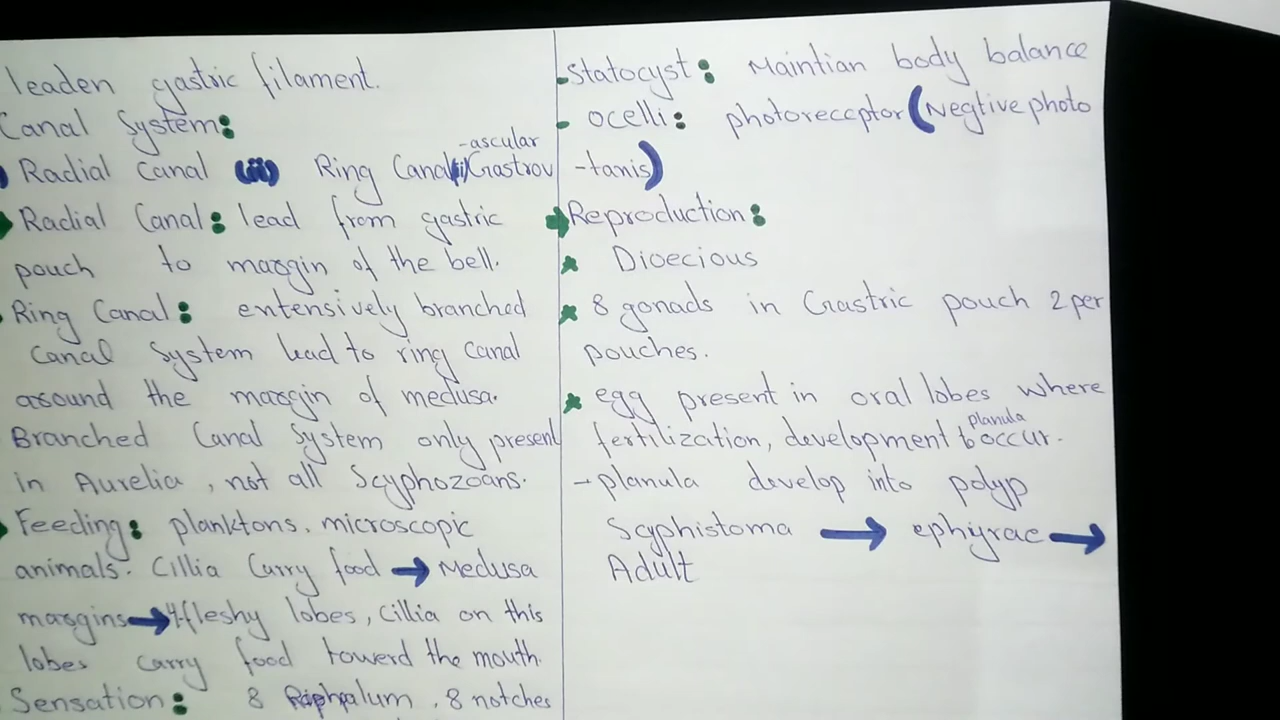 leaden gastric filament.
Canal System:
Radial Canal (ii) Ring Canal (i) Gastrov
-ascular
Radial Canal: lead from gastric
pouch to margin of the bell.
Ring Canal: extensively branched
Canal System lead to ring canal
around the margin of medusa.
Branched Canal System only present
in Aurelia, not all Scyphozoans.
Feeding: planktons. microscopic
animals. Cillia Carry food → Medusa
margins → 4 fleshy lobes, Cillia on this
lobes carry food towerd the mouth.
Sensation: 8 , 8 notches
-Statocyst: Maintian body balance
- ocelli: photoreceptor (Negtive photo
-tanis)
Reproduction:
Dioecious
8 gonads in Gastric pouch 2 per
pouches.
egg present in oral lobes where
planula
fertilization, development to occur.
- planula develop into polyp
Scyphistoma → ephyrae →
Adult